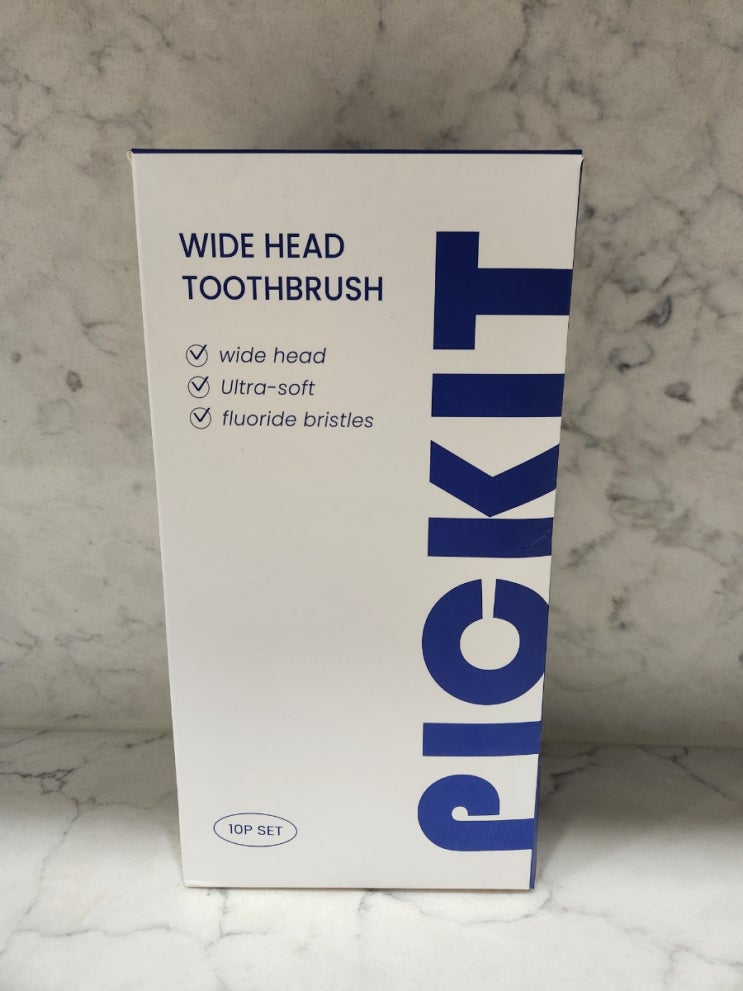 WIDE HEAD
TOOTHBRUSH
wide head
Ultra-soft
fluoride bristles
PICKIT
10P SET